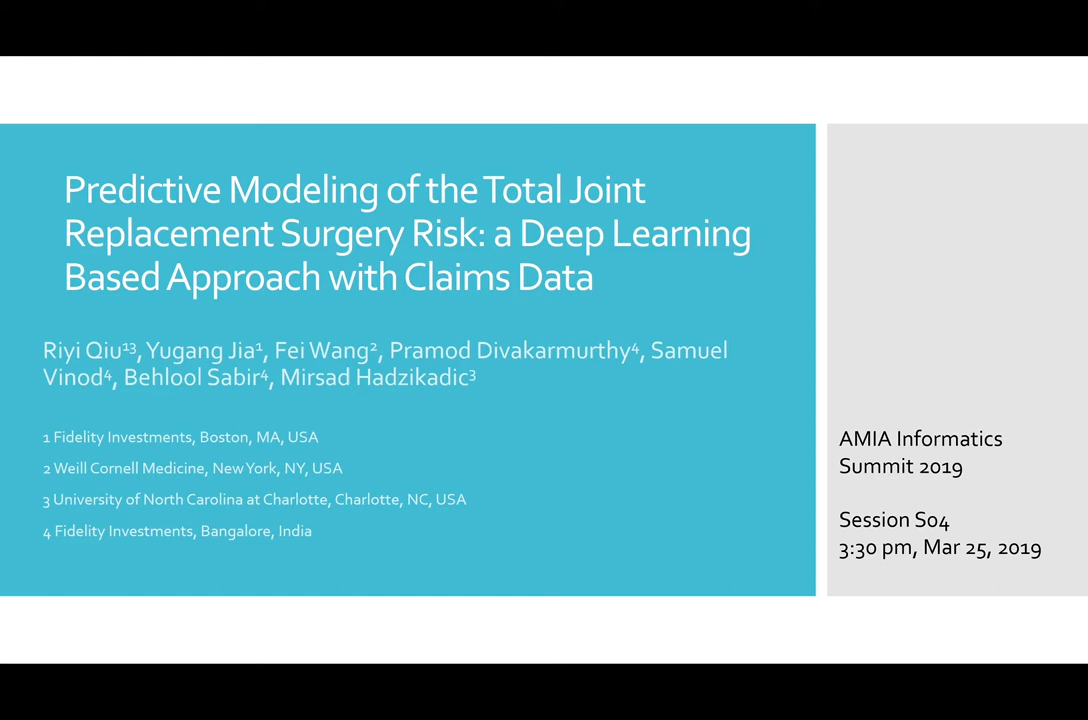 Predictive Modeling of the Total Joint
Replacement Surgery Risk: a Deep Learning
Based Approach with Claims Data
Riyi Qiu¹³, Yugang Jia¹, Fei Wang², Pramod Divakarmurthy⁴, Samuel
Vinod⁴, Behlool Sabir⁴, Mirsad Hadzikadic³
1 Fidelity Investments, Boston, MA, USA
2 Weill Cornell Medicine, New York, NY, USA
3 University of North Carolina at Charlotte, Charlotte, NC, USA
4 Fidelity Investments, Bangalore, India
AMIA Informatics
Summit 2019
Session S04
3:30 pm, Mar 25, 2019